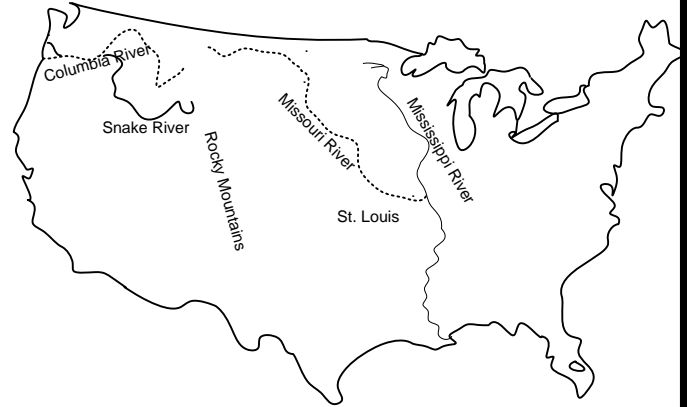 Columbia River
Snake River
Rocky Mountains
Missouri River
Mississippi River
St. Louis